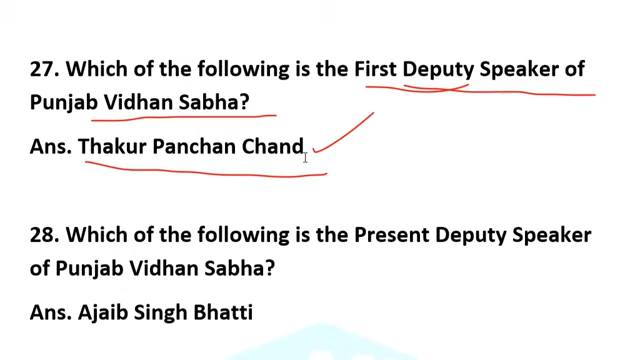 27. Which of the following is the First Deputy Speaker of
Punjab Vidhan Sabha?
Ans. Thakur Panchan Chand
28. Which of the following is the Present Deputy Speaker
of Punjab Vidhan Sabha?
Ans. Ajaib Singh Bhatti